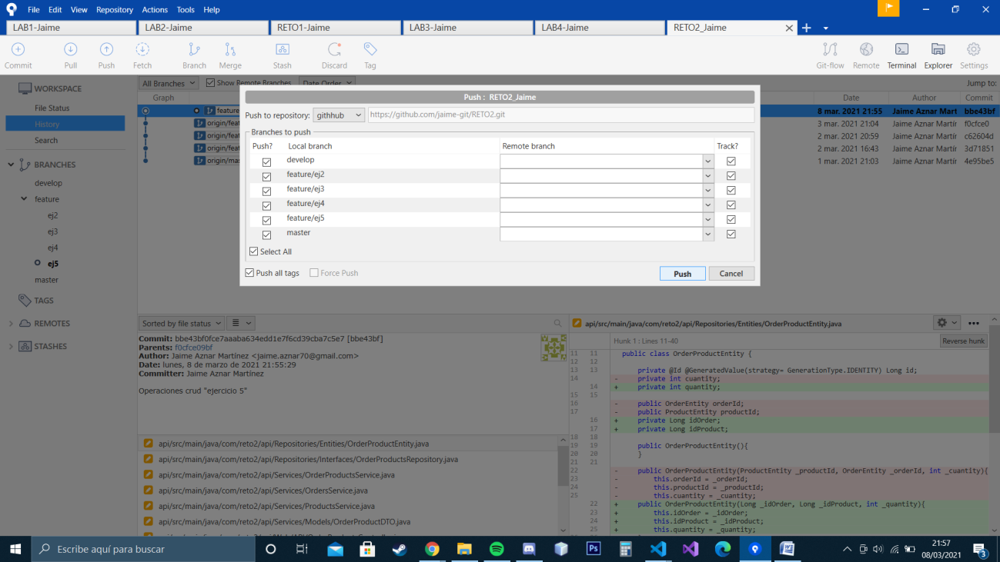 File Edit View Repository Actions Tools Help
LAB1-Jaime LAB2-Jaime RETO1-Jaime LAB3-Jaime LAB4-Jaime RETO2_Jaime
Commit Pull Push Fetch Branch Merge Stash Discard Tag Git-flow Remote Terminal Explorer Settings
WORKSPACE
File Status
History
Search
BRANCHES
develop
feature
ej2
ej3
ej4
ej5
master
TAGS
REMOTES
STASHES
All Branches Show Remote Branches Date Order Jump to:
Graph Date Author Commit
feature 8 mar. 2021 21:55 Jaime Aznar Mart bbe43bf
origin/feat 3 mar. 2021 21:04 Jaime Aznar Martír f0cfce0
origin/feat 2 mar. 2021 20:59 Jaime Aznar Martír c62604d
origin/feat 2 mar. 2021 16:43 Jaime Aznar Martír 3d71851
origin/mas 1 mar. 2021 21:03 Jaime Aznar Martír 4e95be5
Push : RETO2_Jaime
Push to repository: githhub https://github.com/jaime-git/RETO2.git
Branches to push
Push? Local branch Remote branch Track?
develop
feature/ej2
feature/ej3
feature/ej4
feature/ej5
master
Select All
Push all tags Force Push Push Cancel
Sorted by file status
Commit: bbe43bf0fce7aaaba634edd1e7f6cd39cba7c5e7 [bbe43bf]
Parents: f0cfce09bf
Author: Jaime Aznar Martínez <jaime.aznar70@gmail.com>
Date: lunes, 8 de marzo de 2021 21:55:29
Committer: Jaime Aznar Martínez
Operaciones crud "ejercicio 5"
api/src/main/java/com/reto2/api/Repositories/Entities/OrderProductEntity.java
api/src/main/java/com/reto2/api/Repositories/Interfaces/OrderProductsRepository.java
api/src/main/java/com/reto2/api/Services/OrderProductsService.java
api/src/main/java/com/reto2/api/Services/OrdersService.java
api/src/main/java/com/reto2/api/Services/ProductsService.java
api/src/main/java/com/reto2/api/Services/Models/OrderProductDTO.java
api/src/main/java/com/reto2/api/Repositories/Entities/OrderProductEntity.java
Hunk 1 : Lines 11-40 Reverse hunk
11 11 public class OrderProductEntity {
12 12
13 13 private @Id @GeneratedValue(strategy= GenerationType.IDENTITY) Long id;
14 - private int cuantity;
14 + private int quantity;
15 15
16 - public OrderEntity orderId;
17 - public ProductEntity productId;
16 + private Long idOrder;
17 + private Long idProduct;
18 18
19 19 public OrderProductEntity(){
20 20 }
21 21
22 - public OrderProductEntity(ProductEntity _productId, OrderEntity _orderId, int _cuantity){
23 - this.orderId = _orderId;
24 - this.productId = _productId;
25 - this.cuantity = _cuantity;
22 + public OrderProductEntity(Long _idOrder, Long _idProduct, int _quantity){
23 + this.idOrder = _idOrder;
24 + this.idProduct = _idProduct;
25 + this.quantity = _quantity;
Escribe aquí para buscar
Ps
21:57
08/03/2021
3